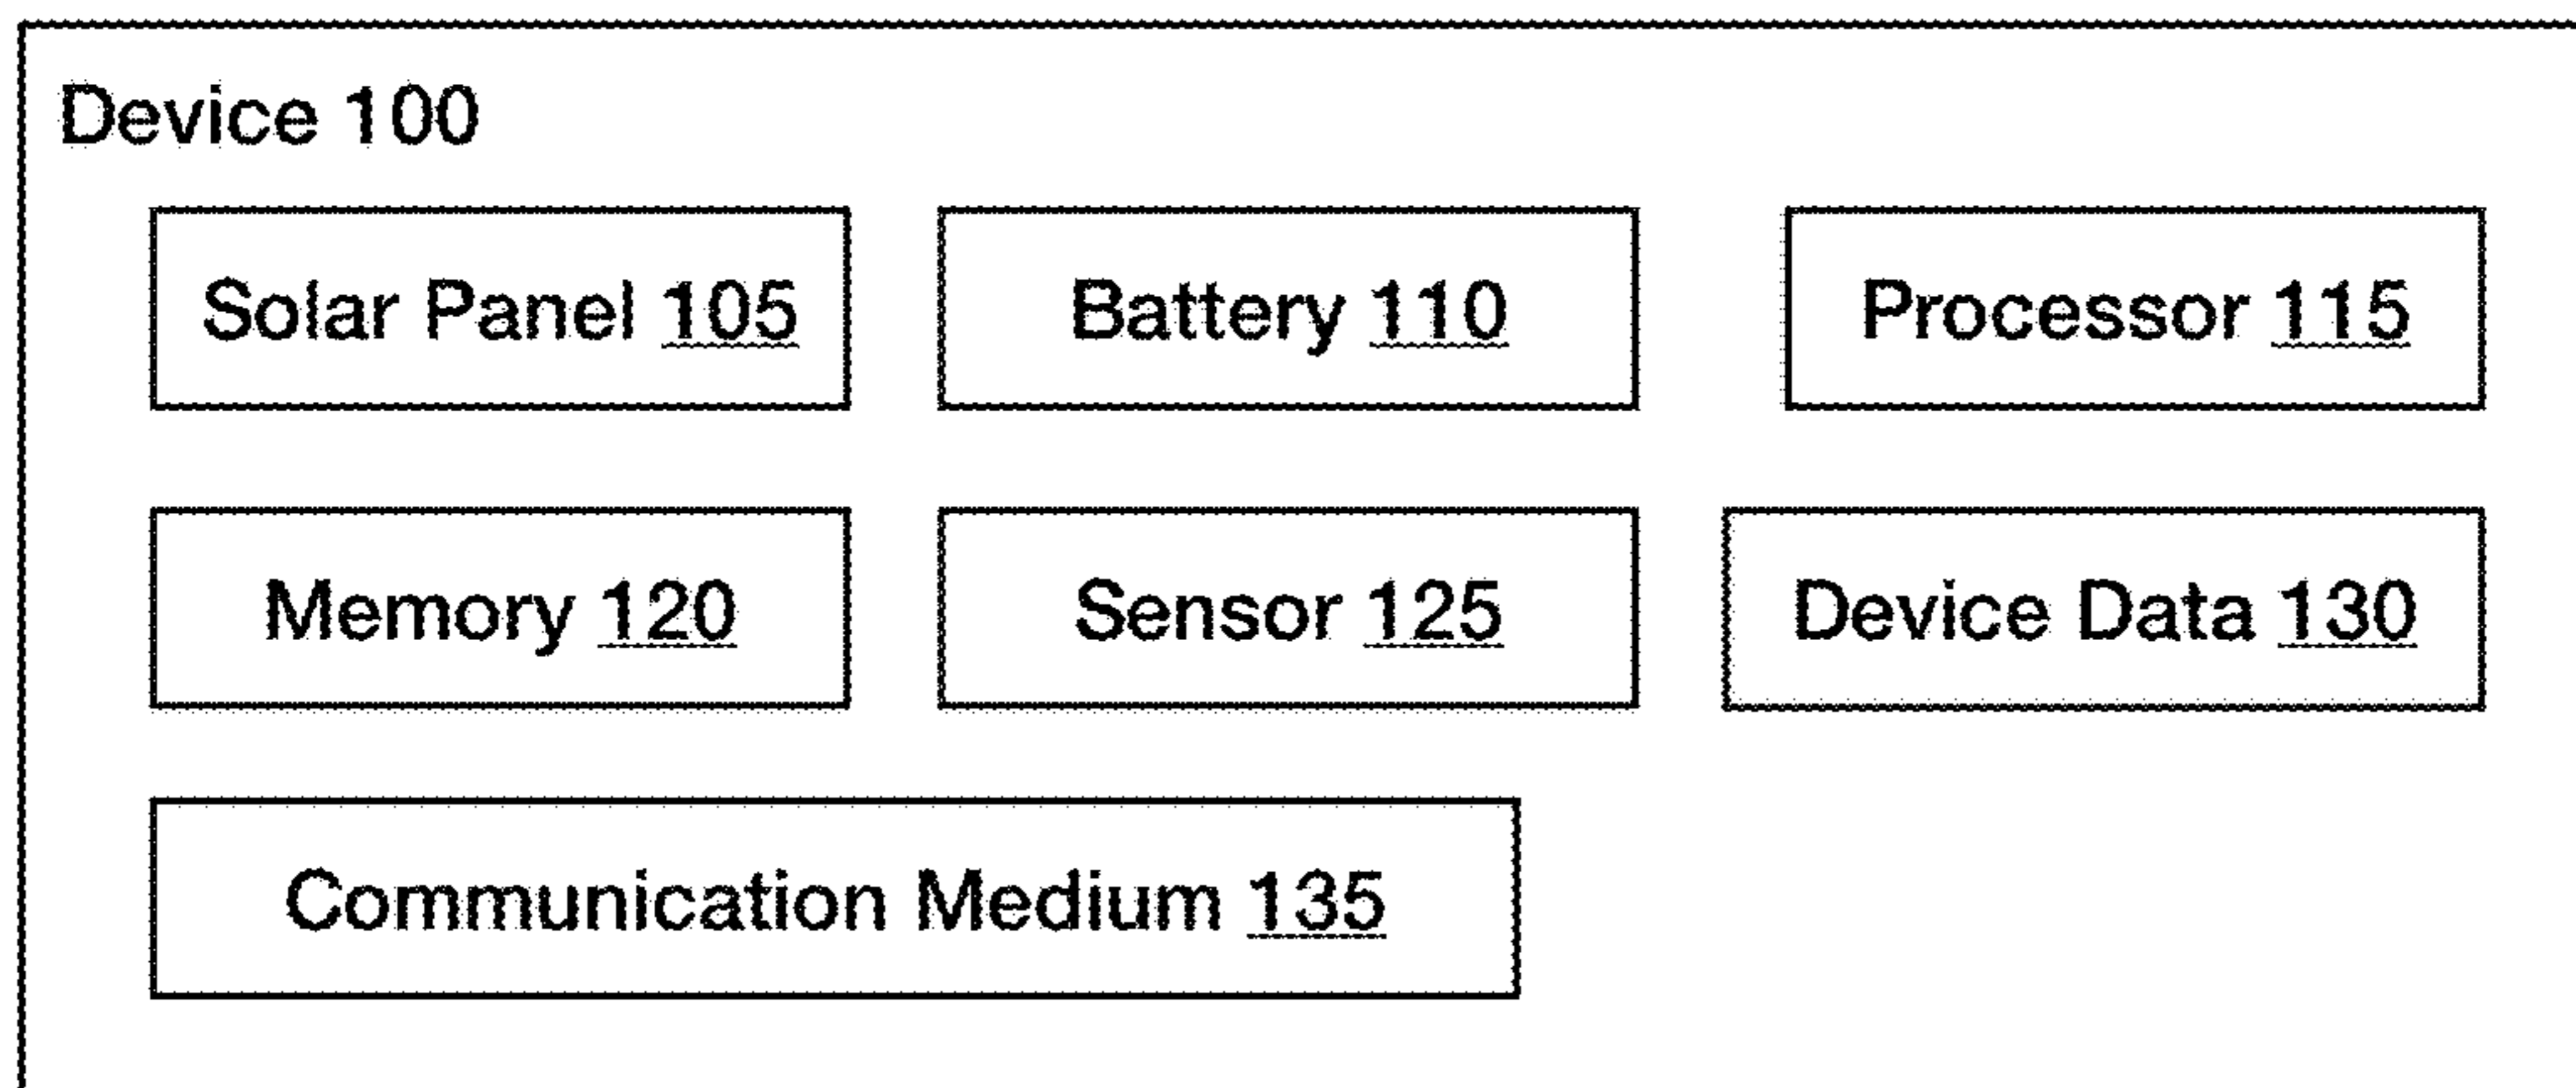 Device 100
Solar Panel 105
Battery 110
Processor 115
Memory 120
Sensor 125
Device Data 130
Communication Medium 135